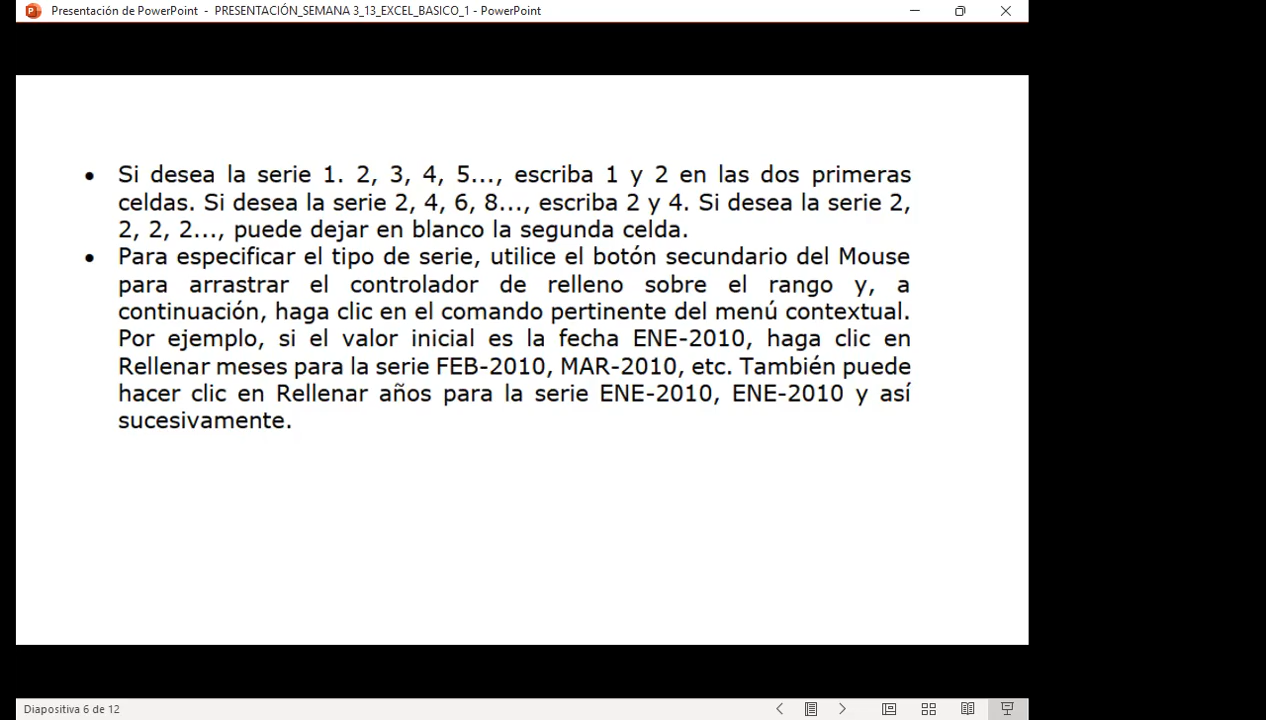 Presentación de PowerPoint - PRESENTACIÓN_SEMANA 3_13_EXCEL_BASICO_1 - PowerPoint
• Si desea la serie 1. 2, 3, 4, 5..., escriba 1 y 2 en las dos primeras
celdas. Si desea la serie 2, 4, 6, 8..., escriba 2 y 4. Si desea la serie 2,
2, 2, 2..., puede dejar en blanco la segunda celda.
• Para especificar el tipo de serie, utilice el botón secundario del Mouse
para arrastrar el controlador de relleno sobre el rango y, a
continuación, haga clic en el comando pertinente del menú contextual.
Por ejemplo, si el valor inicial es la fecha ENE-2010, haga clic en
Rellenar meses para la serie FEB-2010, MAR-2010, etc. También puede
hacer clic en Rellenar años para la serie ENE-2010, ENE-2010 y así
sucesivamente.
Diapositiva 6 de 12